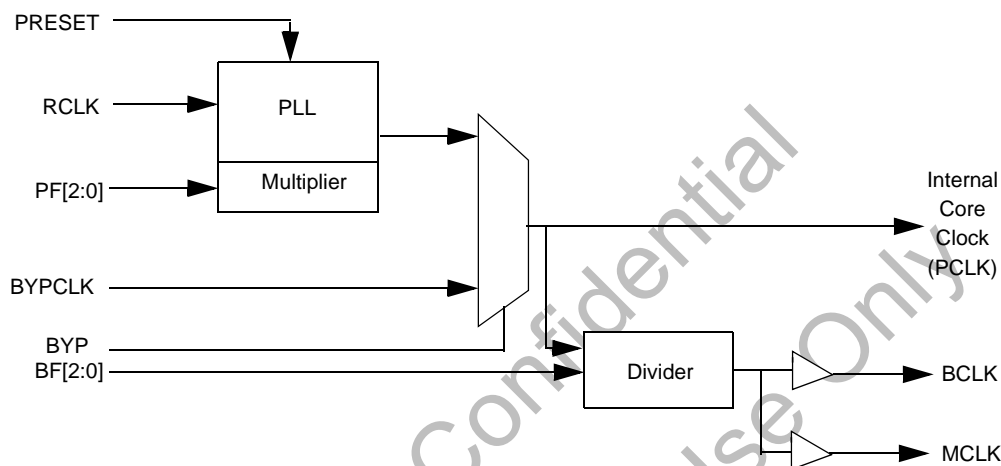 PRESET
RCLK
PLL
Multiplier
PF[2:0]
Internal
Core
Clock
(PCLK)
BYPCLK
BYP
BF[2:0]
Divider
BCLK
MCLK
Confidential
Use Only